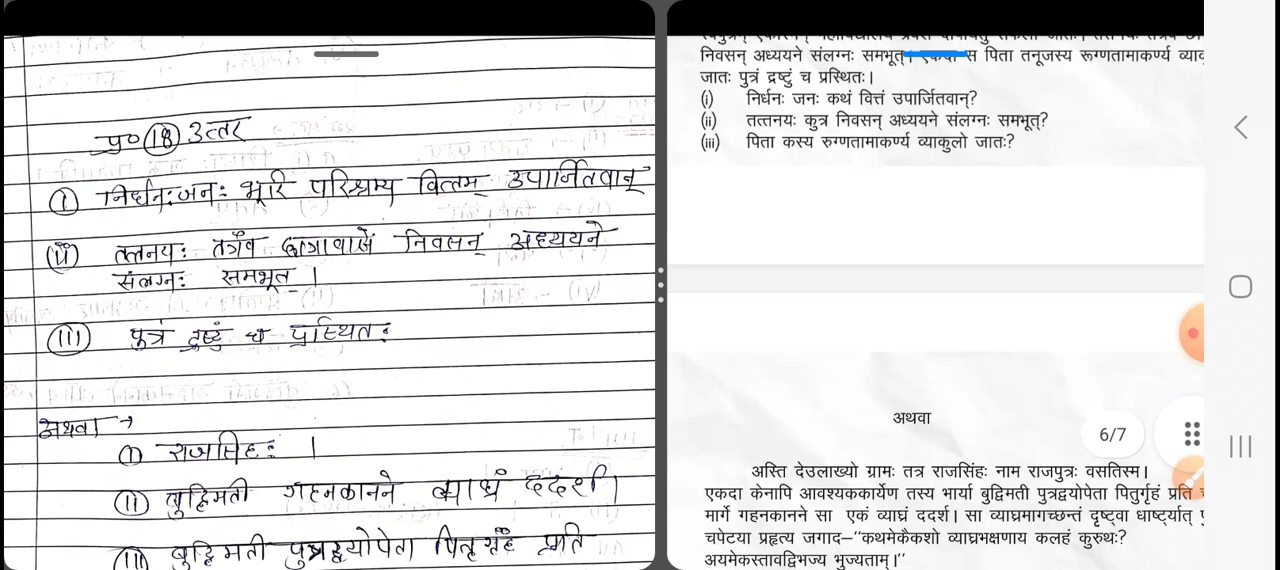 प्र० (18) उत्तर
(i) निर्धनः जनः भूरि परिश्रम्य वित्तम् उपार्जितवान्
(ii) तत्तनयः तत्रैव छात्रावासे निवसन् अध्ययने
संलग्नः समभूत् ।
(iii) पुत्रं द्रष्टुं च प्रस्थितः
अथवा →
(i) राजसिंहः ।
(ii) बुद्धिमती गहनकानने व्याघ्रं ददर्श।
(iii) बुद्धिमती पुत्रद्वयोपेता पितृगृहं प्रति
निवसन् अध्ययने संलग्नः समभूत्। एकदा स पिता तनूजस्य रूग्णतामाकर्ण्य
जातः पुत्रं द्रष्टुं च प्रस्थितः।
(i) निर्धनः जनः कथं वित्तं उपार्जितवान्?
(ii) तत्तनयः कुत्र निवसन् अध्ययने संलग्नः समभूत्?
(iii) पिता कस्य रुग्णतामाकर्ण्य व्याकुलो जातः?
6/7
अथवा
अस्ति देउलाख्यो ग्रामः तत्र राजसिंहः नाम राजपुत्रः वसतिस्म।
एकदा केनापि आवश्यककार्येण तस्य भार्या बुद्धिमती पुत्रद्वयोपेता पितुर्गृहं प्रति
मार्गे गहनकानने सा एकं व्याघ्रं ददर्श। सा व्याघ्रमागच्छन्तं दृष्ट्वा धार्ष्ट्यात्
चपेटया प्रहृत्य जगाद–"कथमेकैकशो व्याघ्रभक्षणाय कलहं कुरुथः?
अयमेकस्तावद्विभज्य भुज्यताम्।"